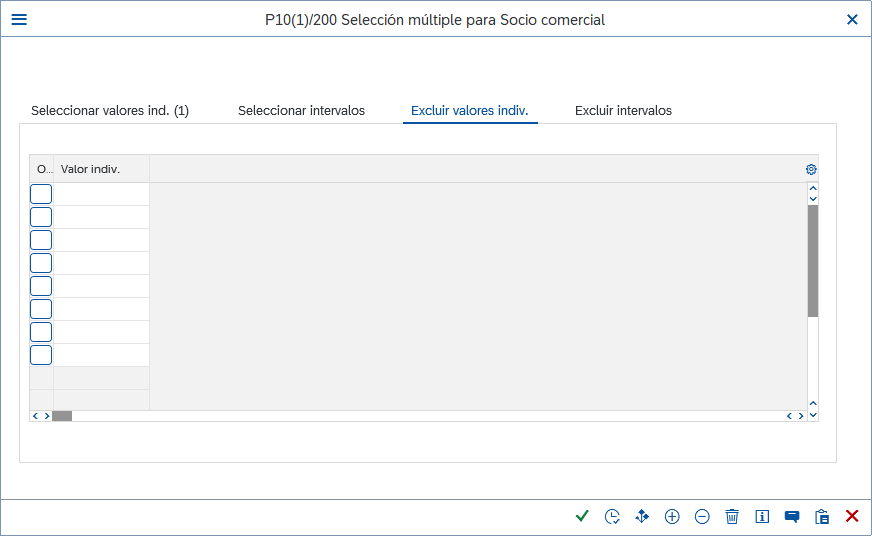 P10(1)/200 Selección múltiple para Socio comercial
Seleccionar valores ind. (1) Seleccionar intervalos Excluir valores indiv. Excluir intervalos
O... Valor indiv.